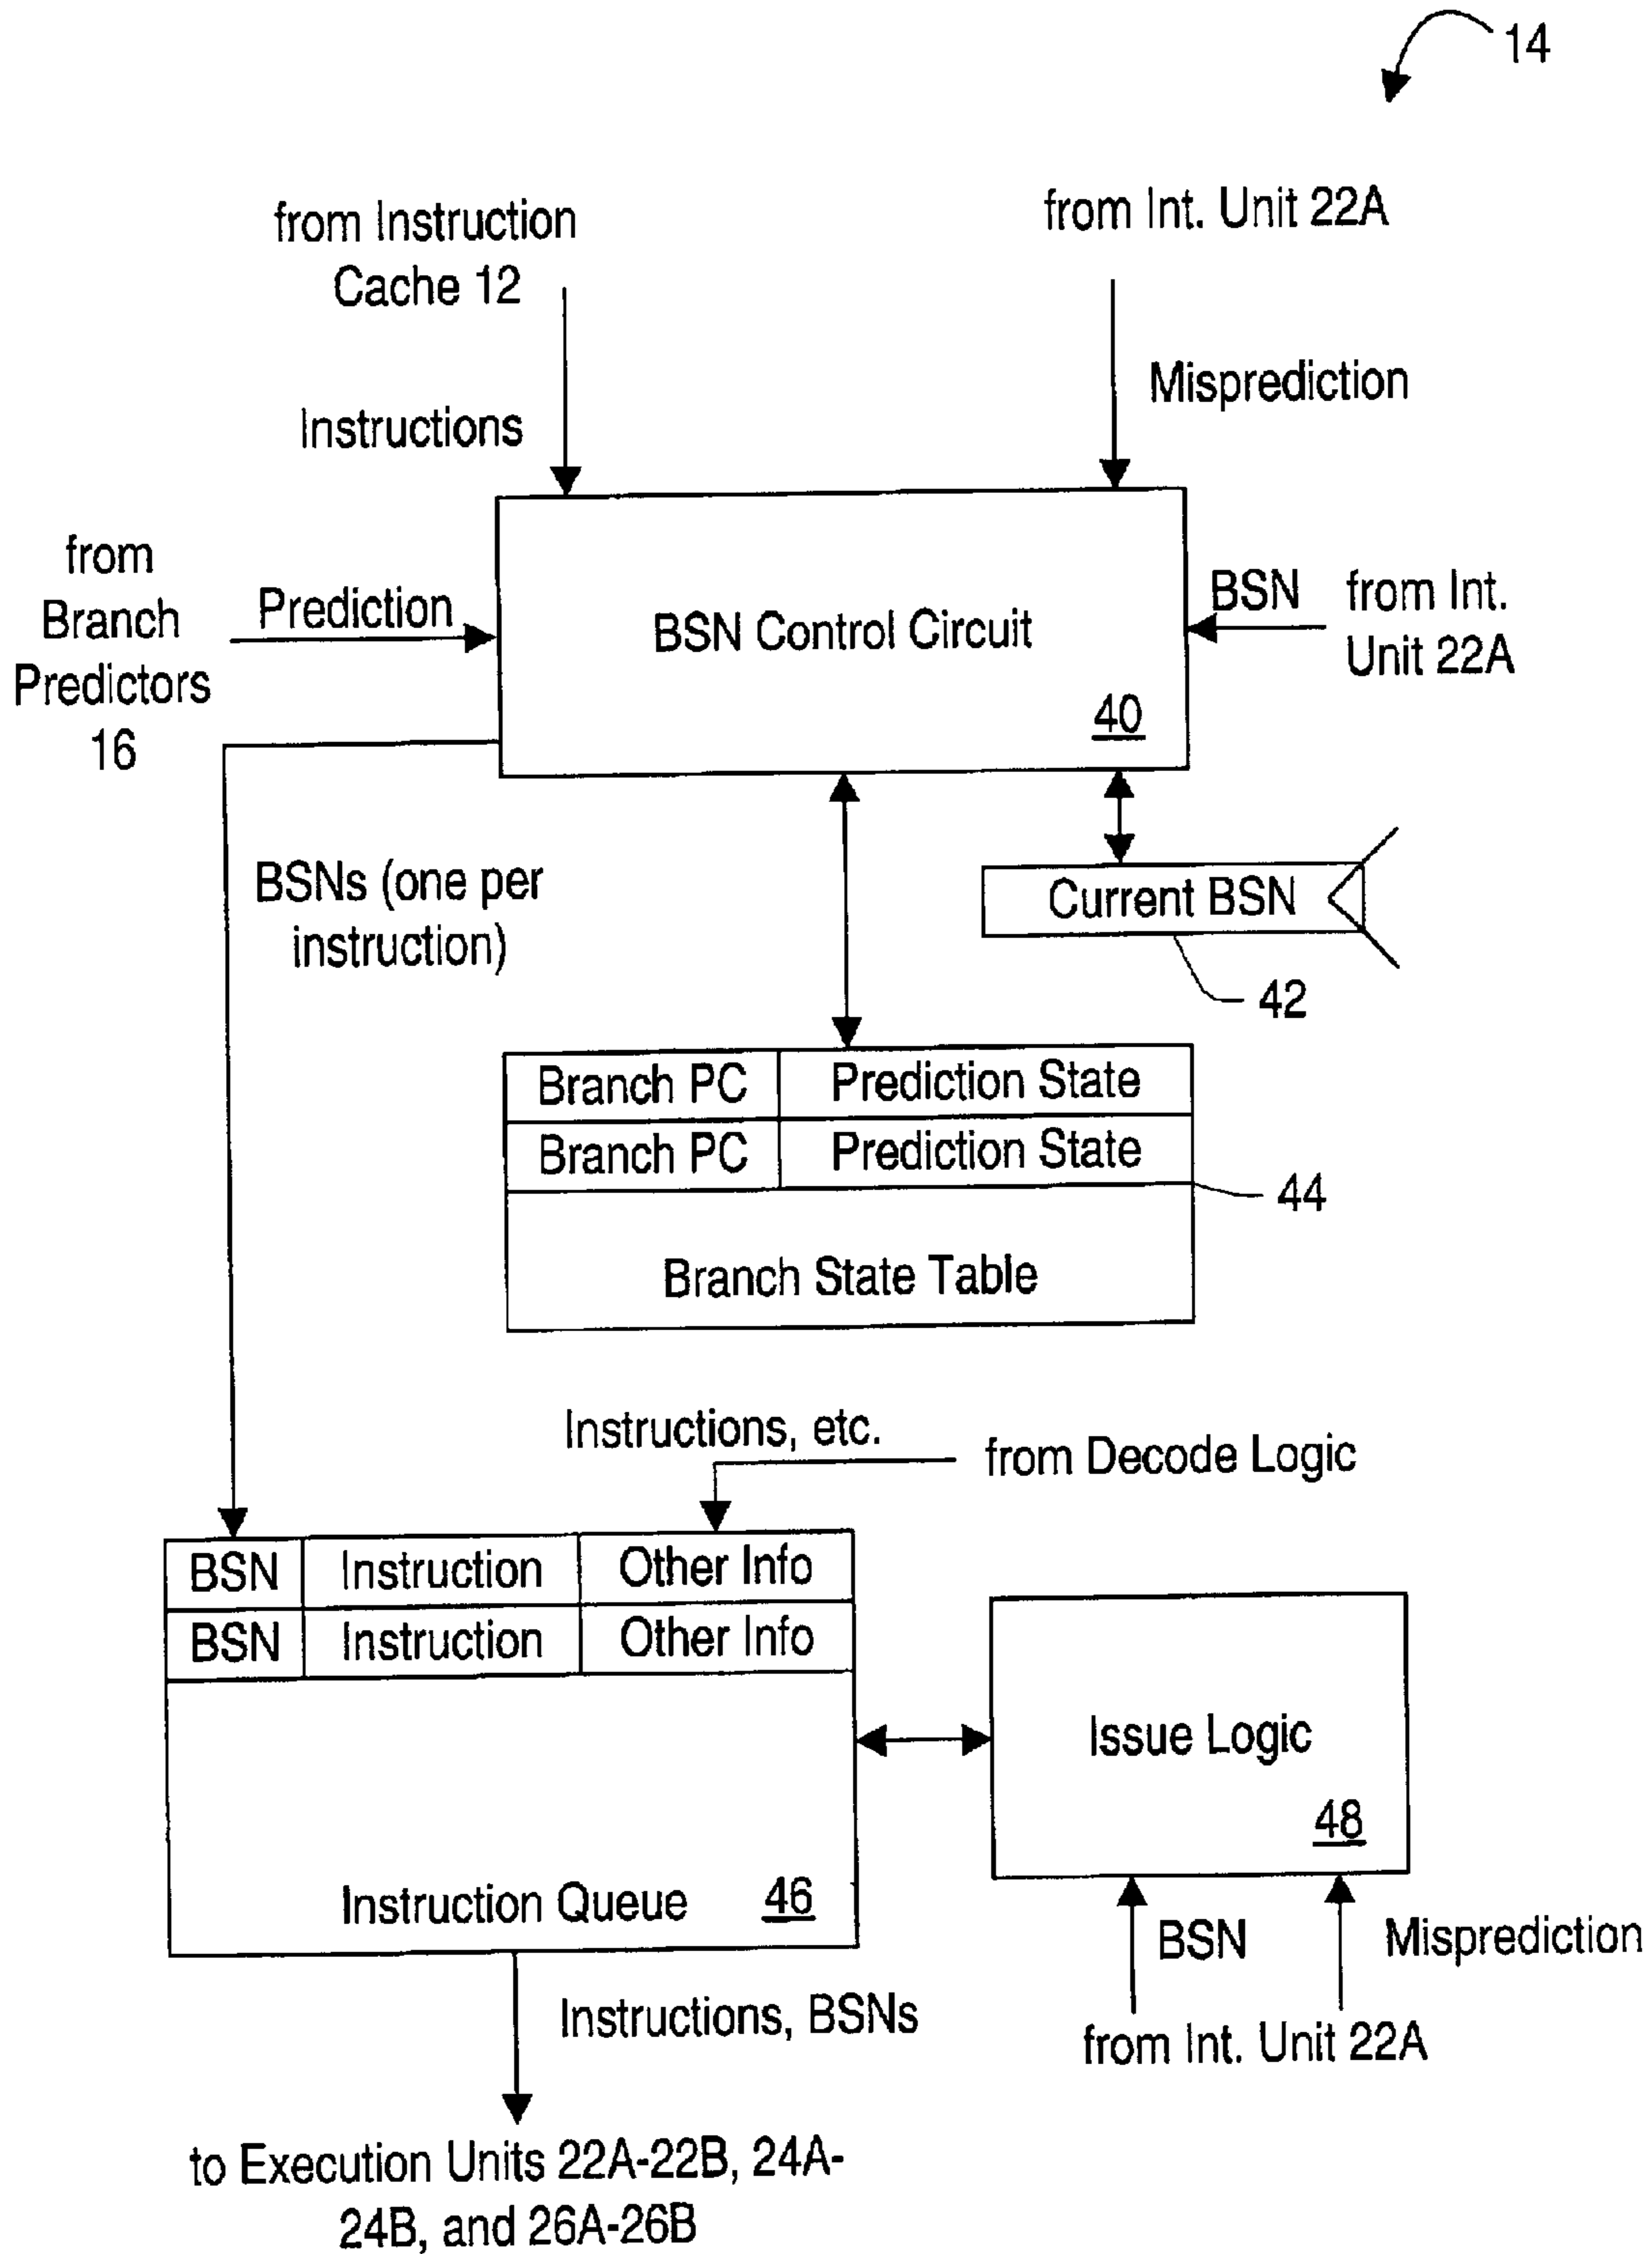 14
from Instruction
Cache 12
from Int. Unit 22A
Misprediction
Instructions
from
Branch
Predictors
16
Prediction
BSN Control Circuit
40
BSN
from Int.
Unit 22A
BSNs (one per
instruction)
Current BSN
42
Branch PC Prediction State
Branch PC Prediction State
44
Branch State Table
Instructions, etc.
from Decode Logic
BSN Instruction Other Info
BSN Instruction Other Info
Issue Logic
48
Instruction Queue 46
BSN
Misprediction
from Int. Unit 22A
Instructions, BSNs
to Execution Units 22A-22B, 24A-
24B, and 26A-26B